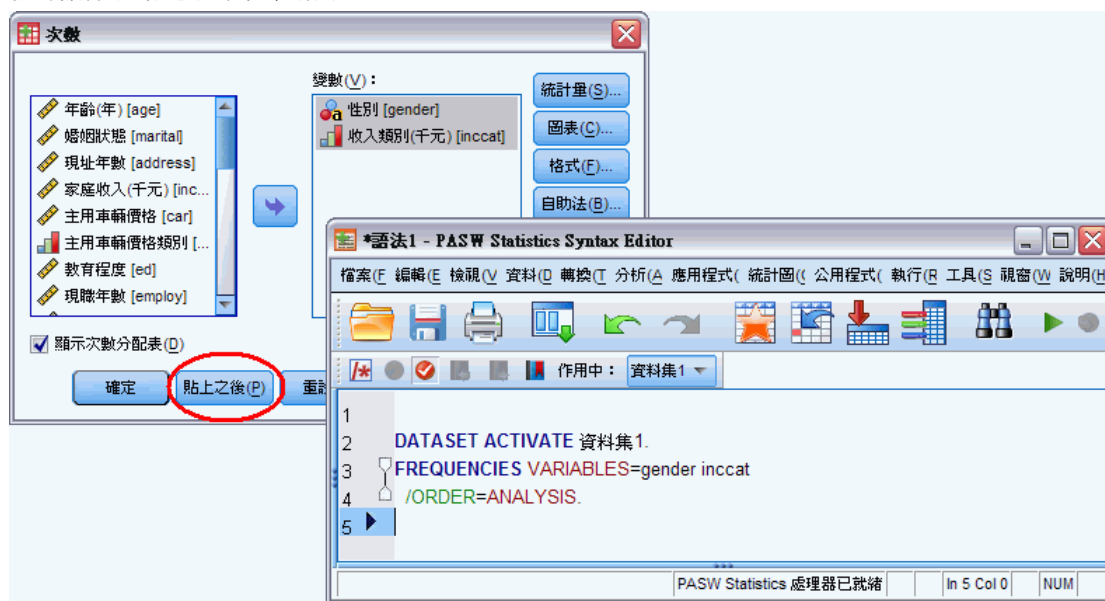 次數
變數(V)：
年齡(年) [age]
婚姻狀態 [marital]
現址年數 [address]
家庭收入(千元) [inc...
主用車輛價格 [car]
主用車輛價格類別 [...
教育程度 [ed]
現職年數 [employ]
性別 [gender]
收入類別(千元) [inccat]
統計量(S)...
圖表(C)...
格式(F)...
自助法(B)...
顯示次數分配表(D)
確定
貼上之後(P)
*語法1 - PASW Statistics Syntax Editor
檔案(F 編輯(E 檢視(V 資料(D 轉換(T 分析(A 應用程式( 統計圖(( 公用程式( 執行(R 工具(S 視窗(W 說明(H
作用中： 資料集1
1
2 DATASET ACTIVATE 資料集1.
3 FREQUENCIES VARIABLES=gender inccat
4 /ORDER=ANALYSIS.
5
PASW Statistics 處理器已就緒 In 5 Col 0 NUM